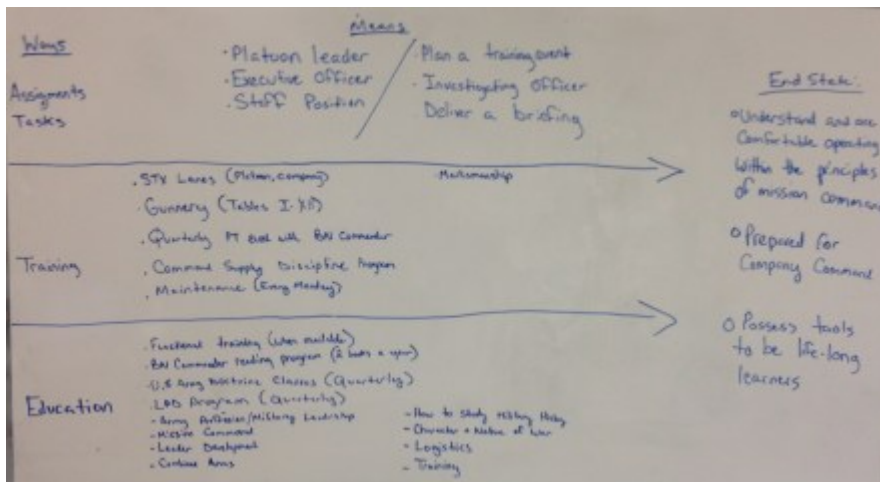 Ways
Means
Assigments
Tasks
· Platoon leader
· Executive Officer
· Staff Position
· Plan a training event
· Investigating Officer
Deliver a briefing
End State:
Understand and are
Comfortable operating
Within the principles
of mission command
Prepared for
Company Command
Possess tools
to be life-long
learners
Training
· STX Lanes (Platoon, company)
· Marksmanship
· Gunnery (Tables I-XII)
· Quarterly PT with BN Commander
· Command Supply Discipline Program
· Maintenance (Every Monday)
Education
· Functional training (when available)
· BN Commander reading program (2 books a year)
· U.S Army Doctrine Classes (Quarterly)
· LPD Program (Quarterly)
- Army Profession/Military Leadership
- Mission Command
- Leader Development
- Combine Arms
- How to Study Military History
- Character + Nature of War
- Logistics
- Training